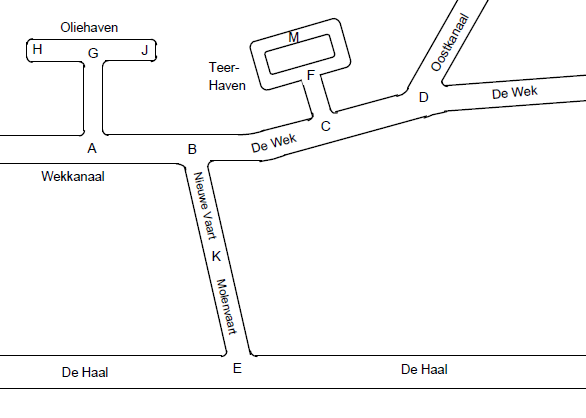 Oliehaven
H
G
J
M
Teer-
Haven
F
Oostkanaal
D
De Wek
C
De Wek
A
B
Wekkanaal
Nieuwe Vaart
K
Molenvaart
E
De Haal
De Haal